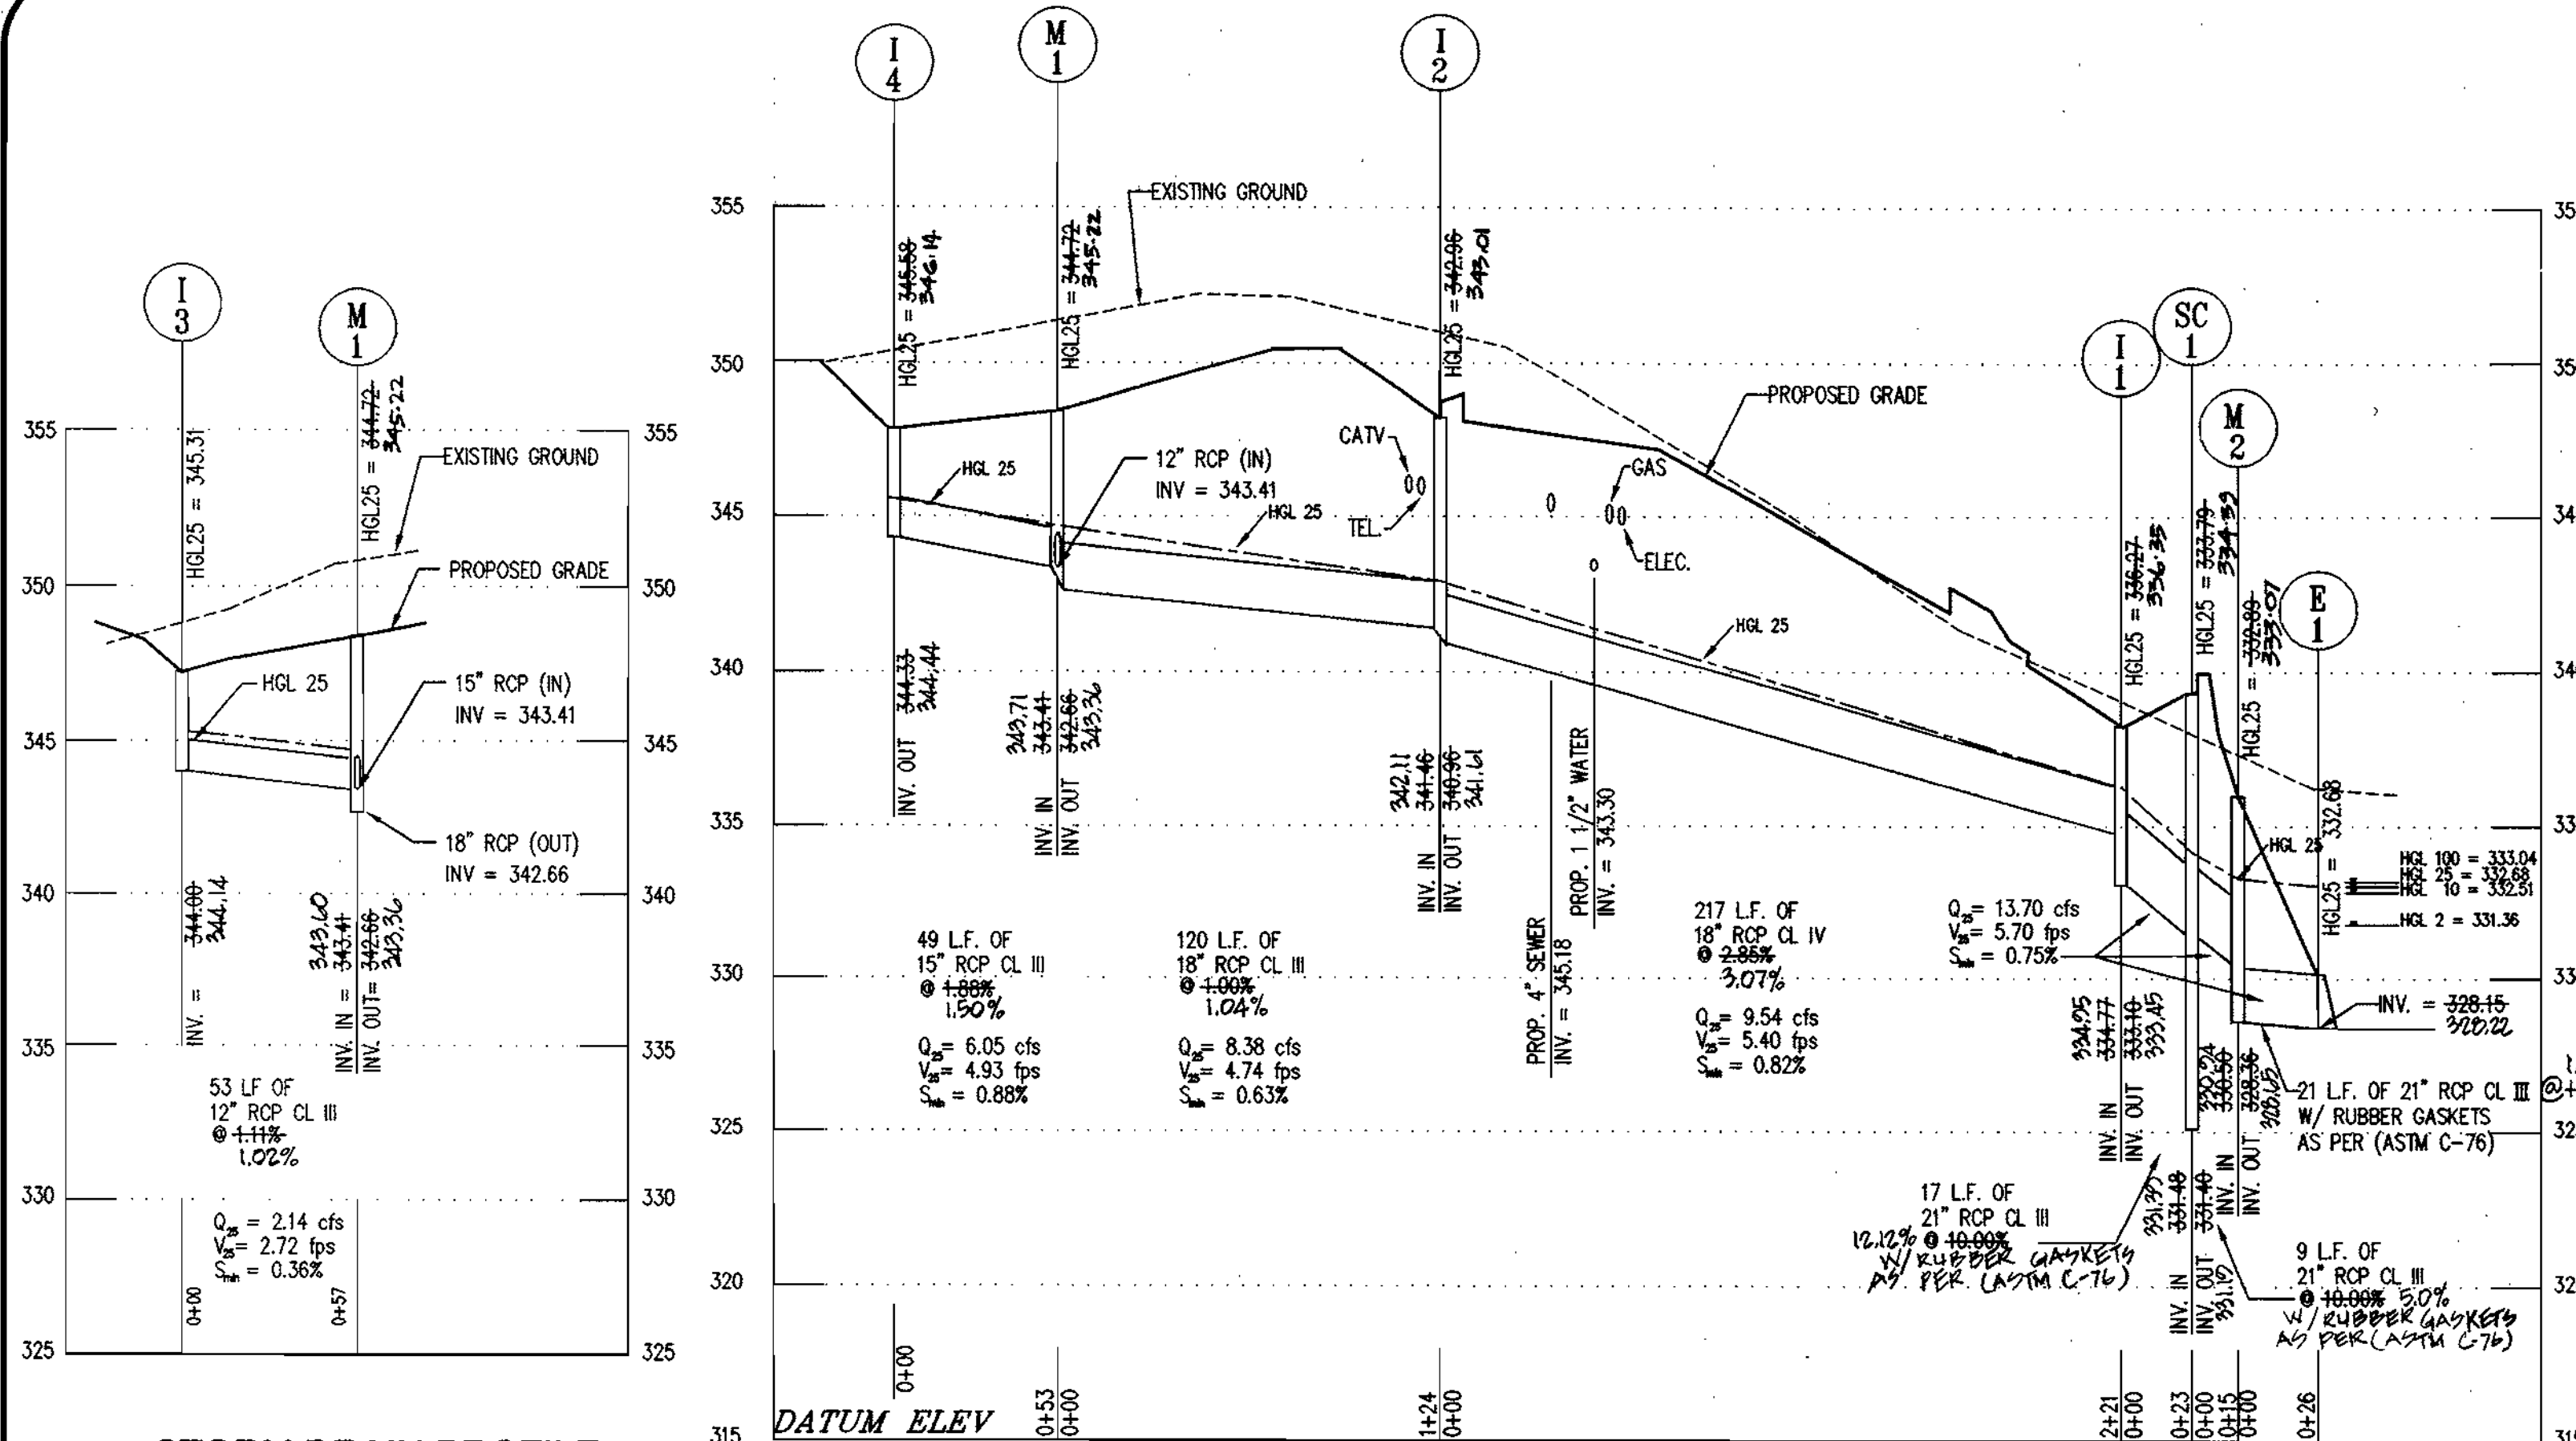 I
3
M
1
HGL25 = 345.31
HGL25 = 344.72
345.22
EXISTING GROUND
PROPOSED GRADE
HGL 25
15" RCP (IN)
INV = 343.41
18" RCP (OUT)
INV = 342.66
355
350
345
340
335
330
325
355
350
345
340
335
330
325
INV. = 344.00
344.14
343.60
INV. IN = 343.41
INV. OUT= 342.66
343.36
53 LF OF
12" RCP CL III
@ 1.11%
1.02%
Q25 = 2.14 cfs
V25= 2.72 fps
Smin = 0.36%
0+00
0+57
I
4
M
1
I
2
I
1
SC
1
M
2
E
1
355
350
345
340
335
330
325
320
315
HGL25 = 345.58
346.14
HGL25 = 344.72
345.22
EXISTING GROUND
HGL25 = 342.96
343.01
PROPOSED GRADE
HGL 25
12" RCP (IN)
INV = 343.41
HGL 25
CATV
TEL.
GAS
ELEC.
HGL 25
HGL25 = 336.27
336.35
HGL25 = 333.79
334.39
HGL25 = 332.89
333.07
HGL25 = 332.68
HGL 25
HGL 100 = 333.04
HGL 25 = 332.68
HGL 10 = 332.51
HGL 2 = 331.36
INV. OUT 344.33
344.44
343.71
INV. IN 343.41
INV. OUT 342.66
343.36
342.11
INV. IN 341.46
INV. OUT 340.96
341.61
PROP. 4" SEWER
INV. = 345.18
PROP. 1 1/2" WATER
INV. = 343.30
49 L.F. OF
15" RCP CL III
@ 1.88%
1.50%
Q25= 6.05 cfs
V25= 4.93 fps
Smin = 0.88%
120 L.F. OF
18" RCP CL III
@ 1.00%
1.04%
Q25= 8.38 cfs
V25= 4.74 fps
Smin = 0.63%
217 L.F. OF
18" RCP CL IV
@ 2.85%
3.07%
Q25= 9.54 cfs
V25= 5.40 fps
Smin = 0.82%
Q25= 13.70 cfs
V25= 5.70 fps
Smin = 0.75%
334.95
INV. IN 334.77
INV. OUT 333.10
333.45
INV. = 328.15
328.22
INV. IN 330.50
INV. OUT 328.36
328.65
21 L.F. OF 21" RCP CL III @
W/ RUBBER GASKETS
AS PER (ASTM C-76)
331.39
INV. IN 331.48
INV. OUT 331.40
331.19
17 L.F. OF
21" RCP CL III
12.12% @ 10.00%
W/ RUBBER GASKETS
AS PER (ASTM C-76)
9 L.F. OF
21" RCP CL III
@ 10.00% 5.0%
W/ RUBBER GASKETS
AS PER (ASTM C-76)
DATUM ELEV
0+00
0+53
0+00
1+24
0+00
2+21
0+00
0+23
0+00
0+15
0+00
0+26